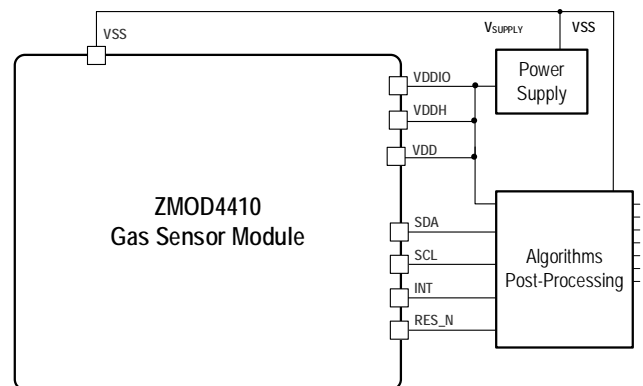 VSS
VSUPPLY
VSS
Power
Supply
VDDIO
VDDH
VDD
ZMOD4410
Gas Sensor Module
SDA
SCL
INT
RES_N
Algorithms
Post-Processing